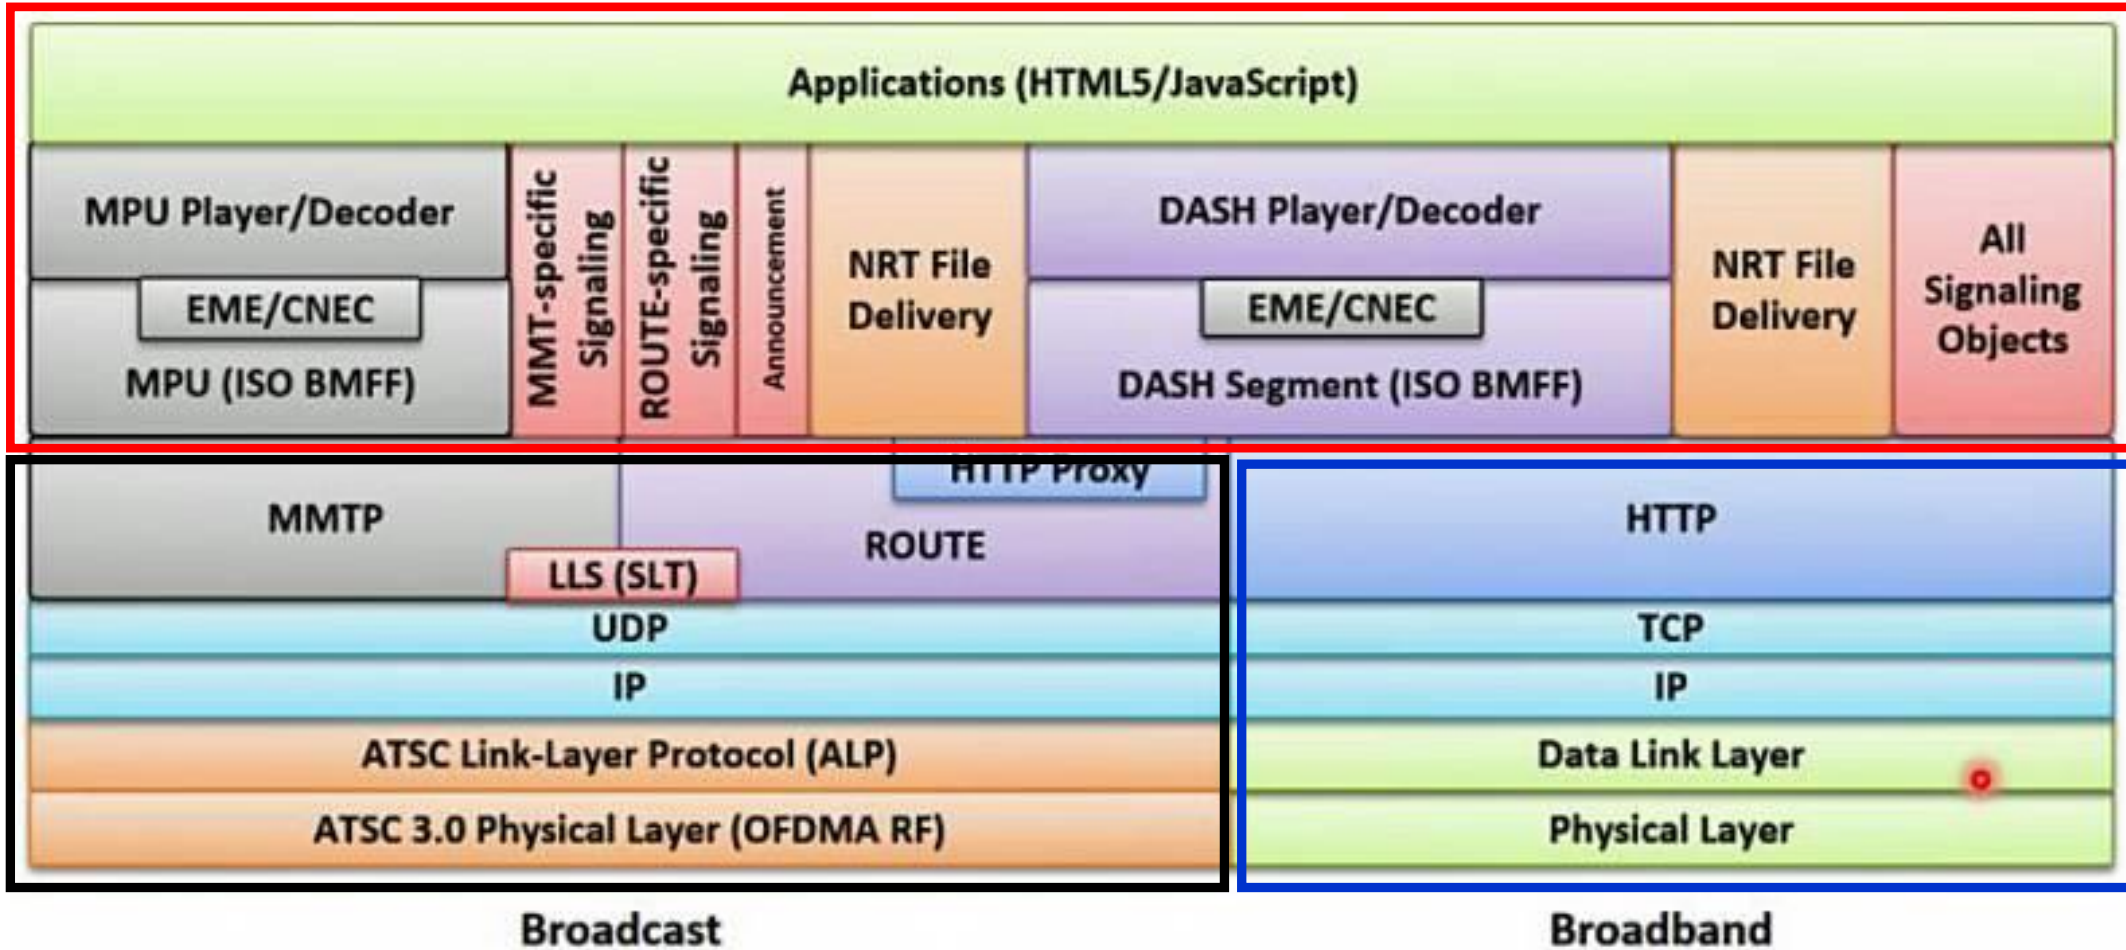 Applications (HTML5/JavaScript)
MPU Player/Decoder
EME/CNEC
MPU (ISO BMFF)
MMT-specific
Signaling
ROUTE-specific
Signaling
Announcement
NRT File
Delivery
DASH Player/Decoder
EME/CNEC
DASH Segment (ISO BMFF)
NRT File
Delivery
All
Signaling
Objects
MMTP
HTTP Proxy
ROUTE
LLS (SLT)
HTTP
UDP
TCP
IP
IP
ATSC Link-Layer Protocol (ALP)
Data Link Layer
ATSC 3.0 Physical Layer (OFDMA RF)
Physical Layer
Broadcast
Broadband